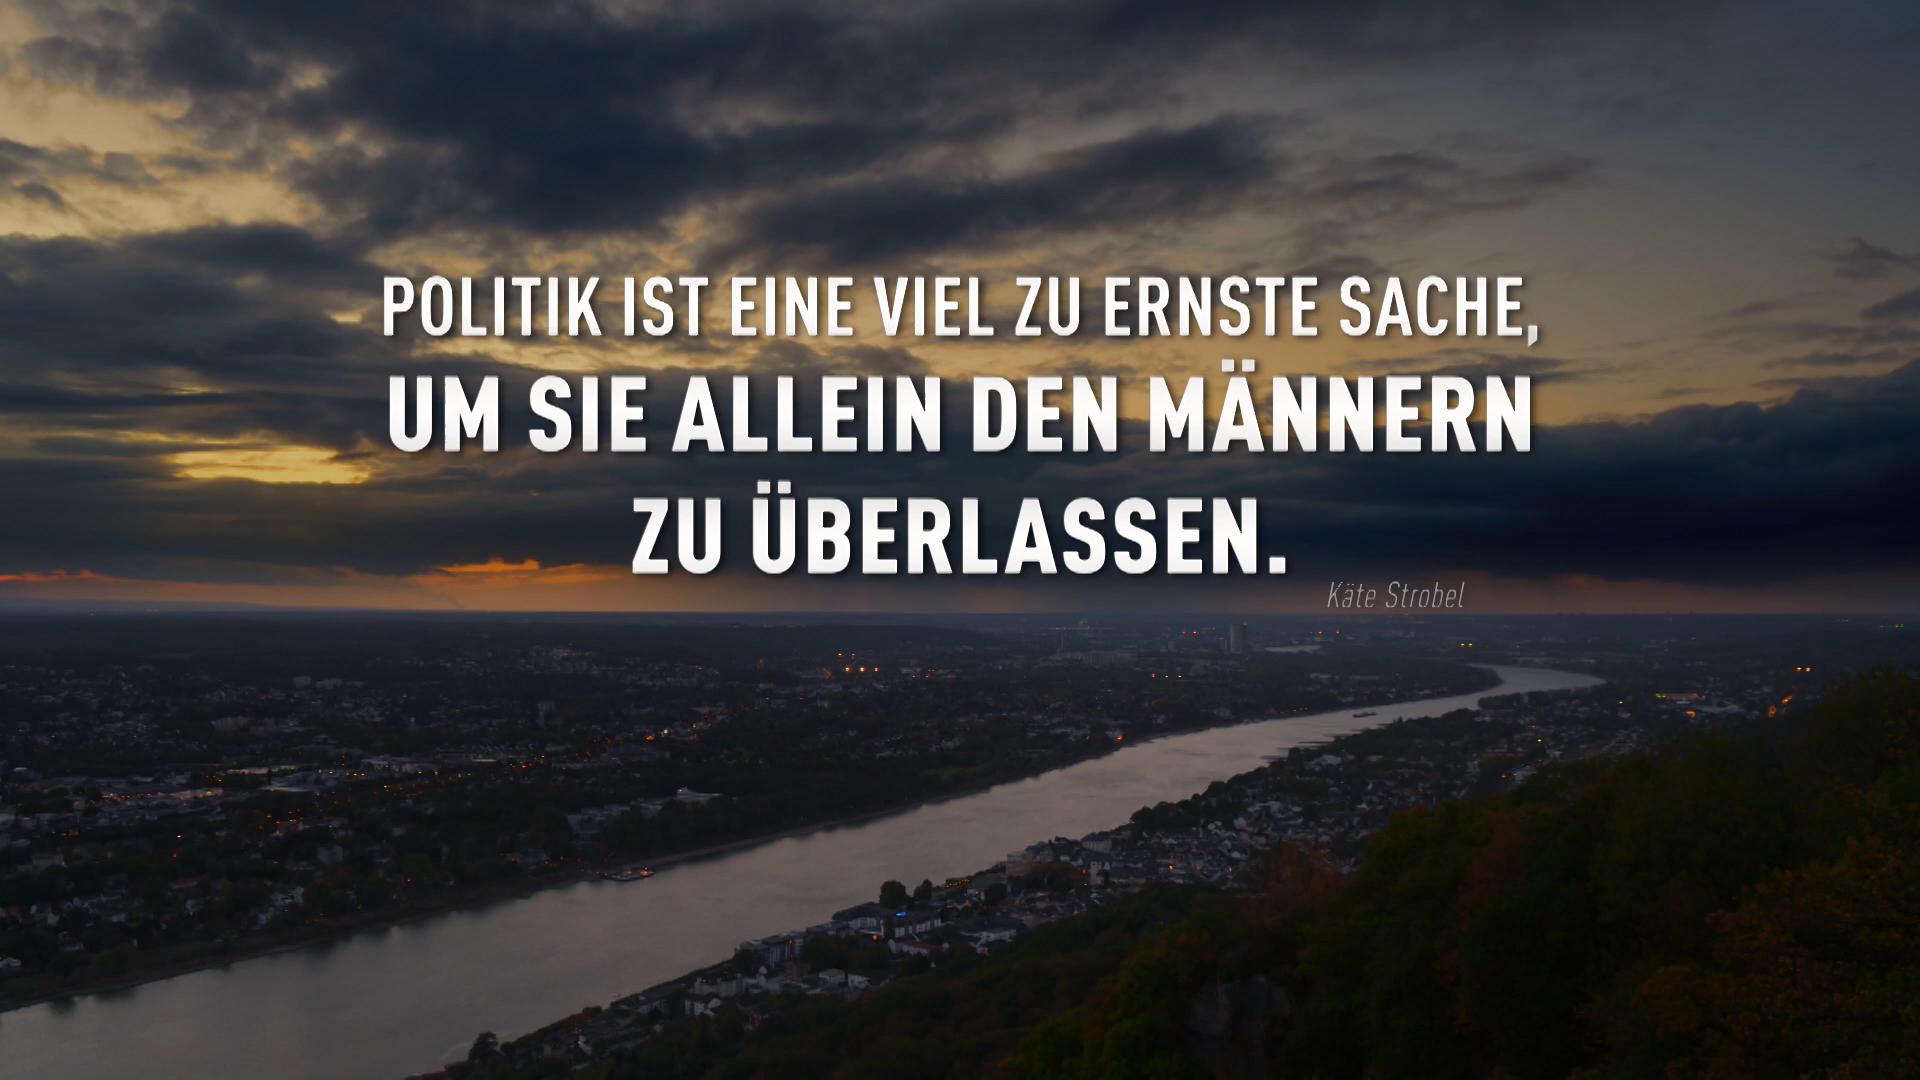 POLITIK IST EINE VIEL ZU ERNSTE SACHE,
UM SIE ALLEIN DEN MÄNNERN
ZU ÜBERLASSEN.
Käte Strobel